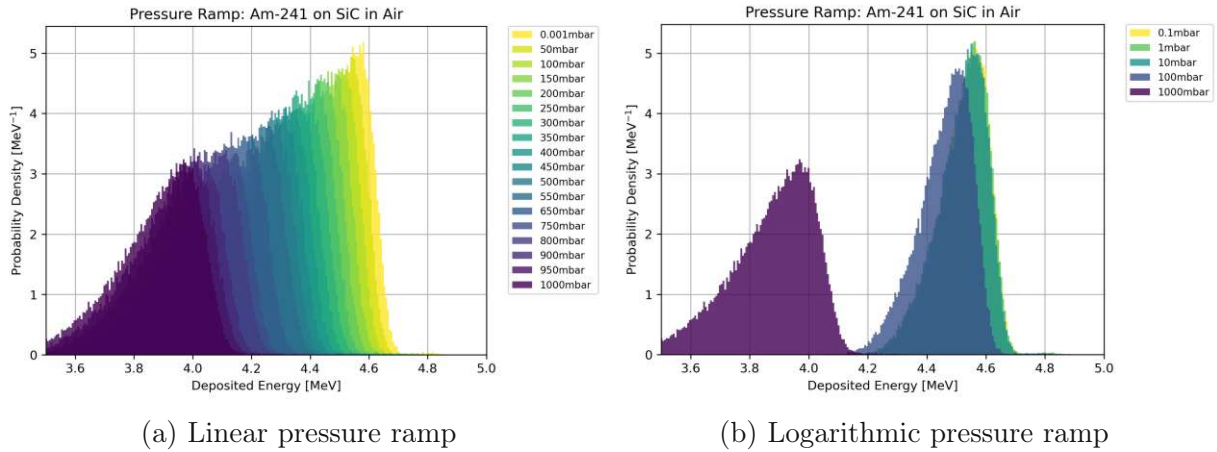 Pressure Ramp: Am-241 on SiC in Air
Probability Density [MeV⁻¹]
5
4
3
2
1
0
3.6 3.8 4.0 4.2 4.4 4.6 4.8 5.0
Deposited Energy [MeV]
0.001mbar
50mbar
100mbar
150mbar
200mbar
250mbar
300mbar
350mbar
400mbar
450mbar
500mbar
550mbar
650mbar
750mbar
800mbar
900mbar
950mbar
1000mbar
(a) Linear pressure ramp
Pressure Ramp: Am-241 on SiC in Air
Probability Density [MeV⁻¹]
5
4
3
2
1
0
3.6 3.8 4.0 4.2 4.4 4.6 4.8 5.0
Deposited Energy [MeV]
0.1mbar
1mbar
10mbar
100mbar
1000mbar
(b) Logarithmic pressure ramp